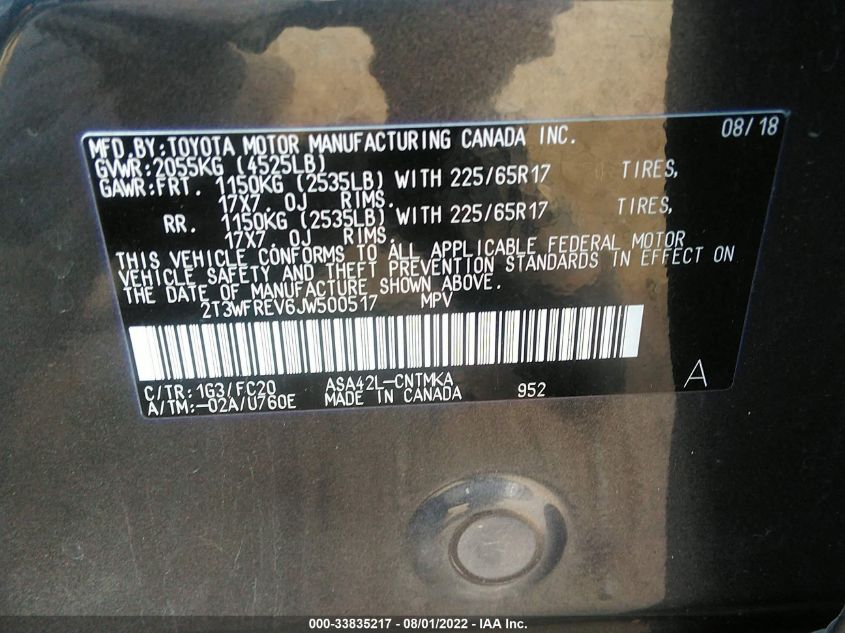 MFD.BY:TOYOTA MOTOR MANUFACTURING CANADA INC. 08/18
GVWR:2055KG (4525LB)
GAWR:FRT. 1150KG (2535LB) WITH 225/65R17 TIRES,
17X7.0J RIMS.
RR. 1150KG (2535LB) WITH 225/65R17 TIRES,
17X7.0J RIMS.
THIS VEHICLE CONFORMS TO ALL APPLICABLE FEDERAL MOTOR
VEHICLE SAFETY AND THEFT PREVENTION STANDARDS IN EFFECT ON
THE DATE OF MANUFACTURE SHOWN ABOVE.
2T3WFREV6JW500517 MPV
C/TR:1G3/FC20 ASA42L-CNTMKA 952 A
A/TM:-02A/U760E MADE IN CANADA
000-33835217 - 08/01/2022 - IAA Inc.